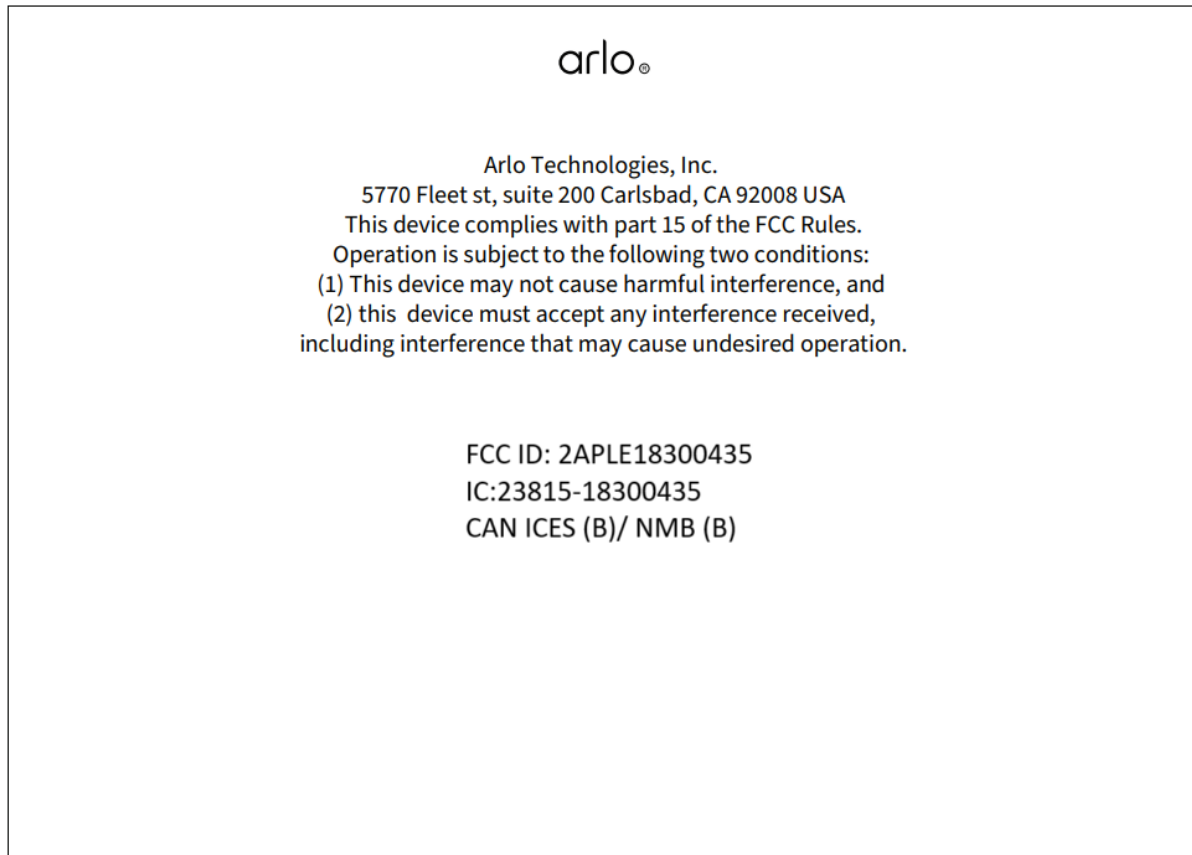 arlo®
Arlo Technologies, Inc.
5770 Fleet st, suite 200 Carlsbad, CA 92008 USA
This device complies with part 15 of the FCC Rules.
Operation is subject to the following two conditions:
(1) This device may not cause harmful interference, and
(2) this  device must accept any interference received,
including interference that may cause undesired operation.
FCC ID: 2APLE18300435
IC:23815-18300435
CAN ICES (B)/ NMB (B)